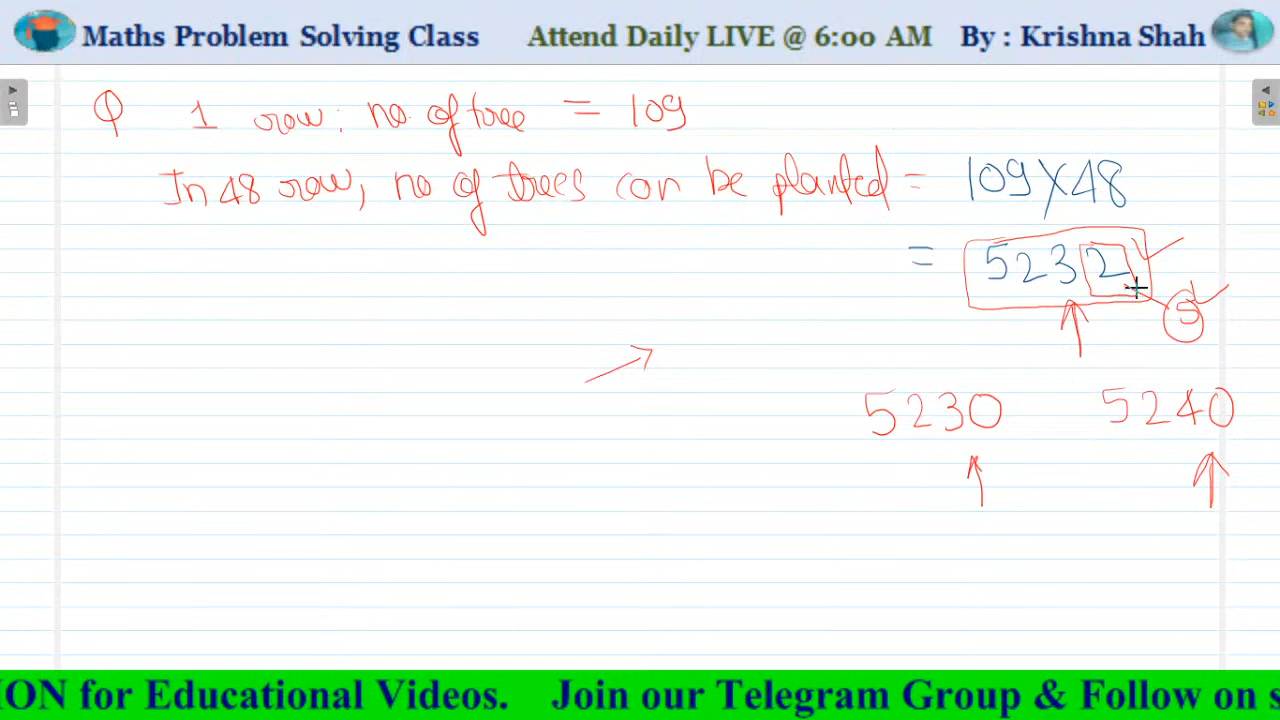 Maths Problem Solving Class Attend Daily LIVE @ 6:00 AM By : Krishna Shah
Q 1 row: no. of tree = 109
In 48 row, no of trees can be planted = 109×48
= 5232
5
5230 5240
ION for Educational Videos. Join our Telegram Group & Follow on s